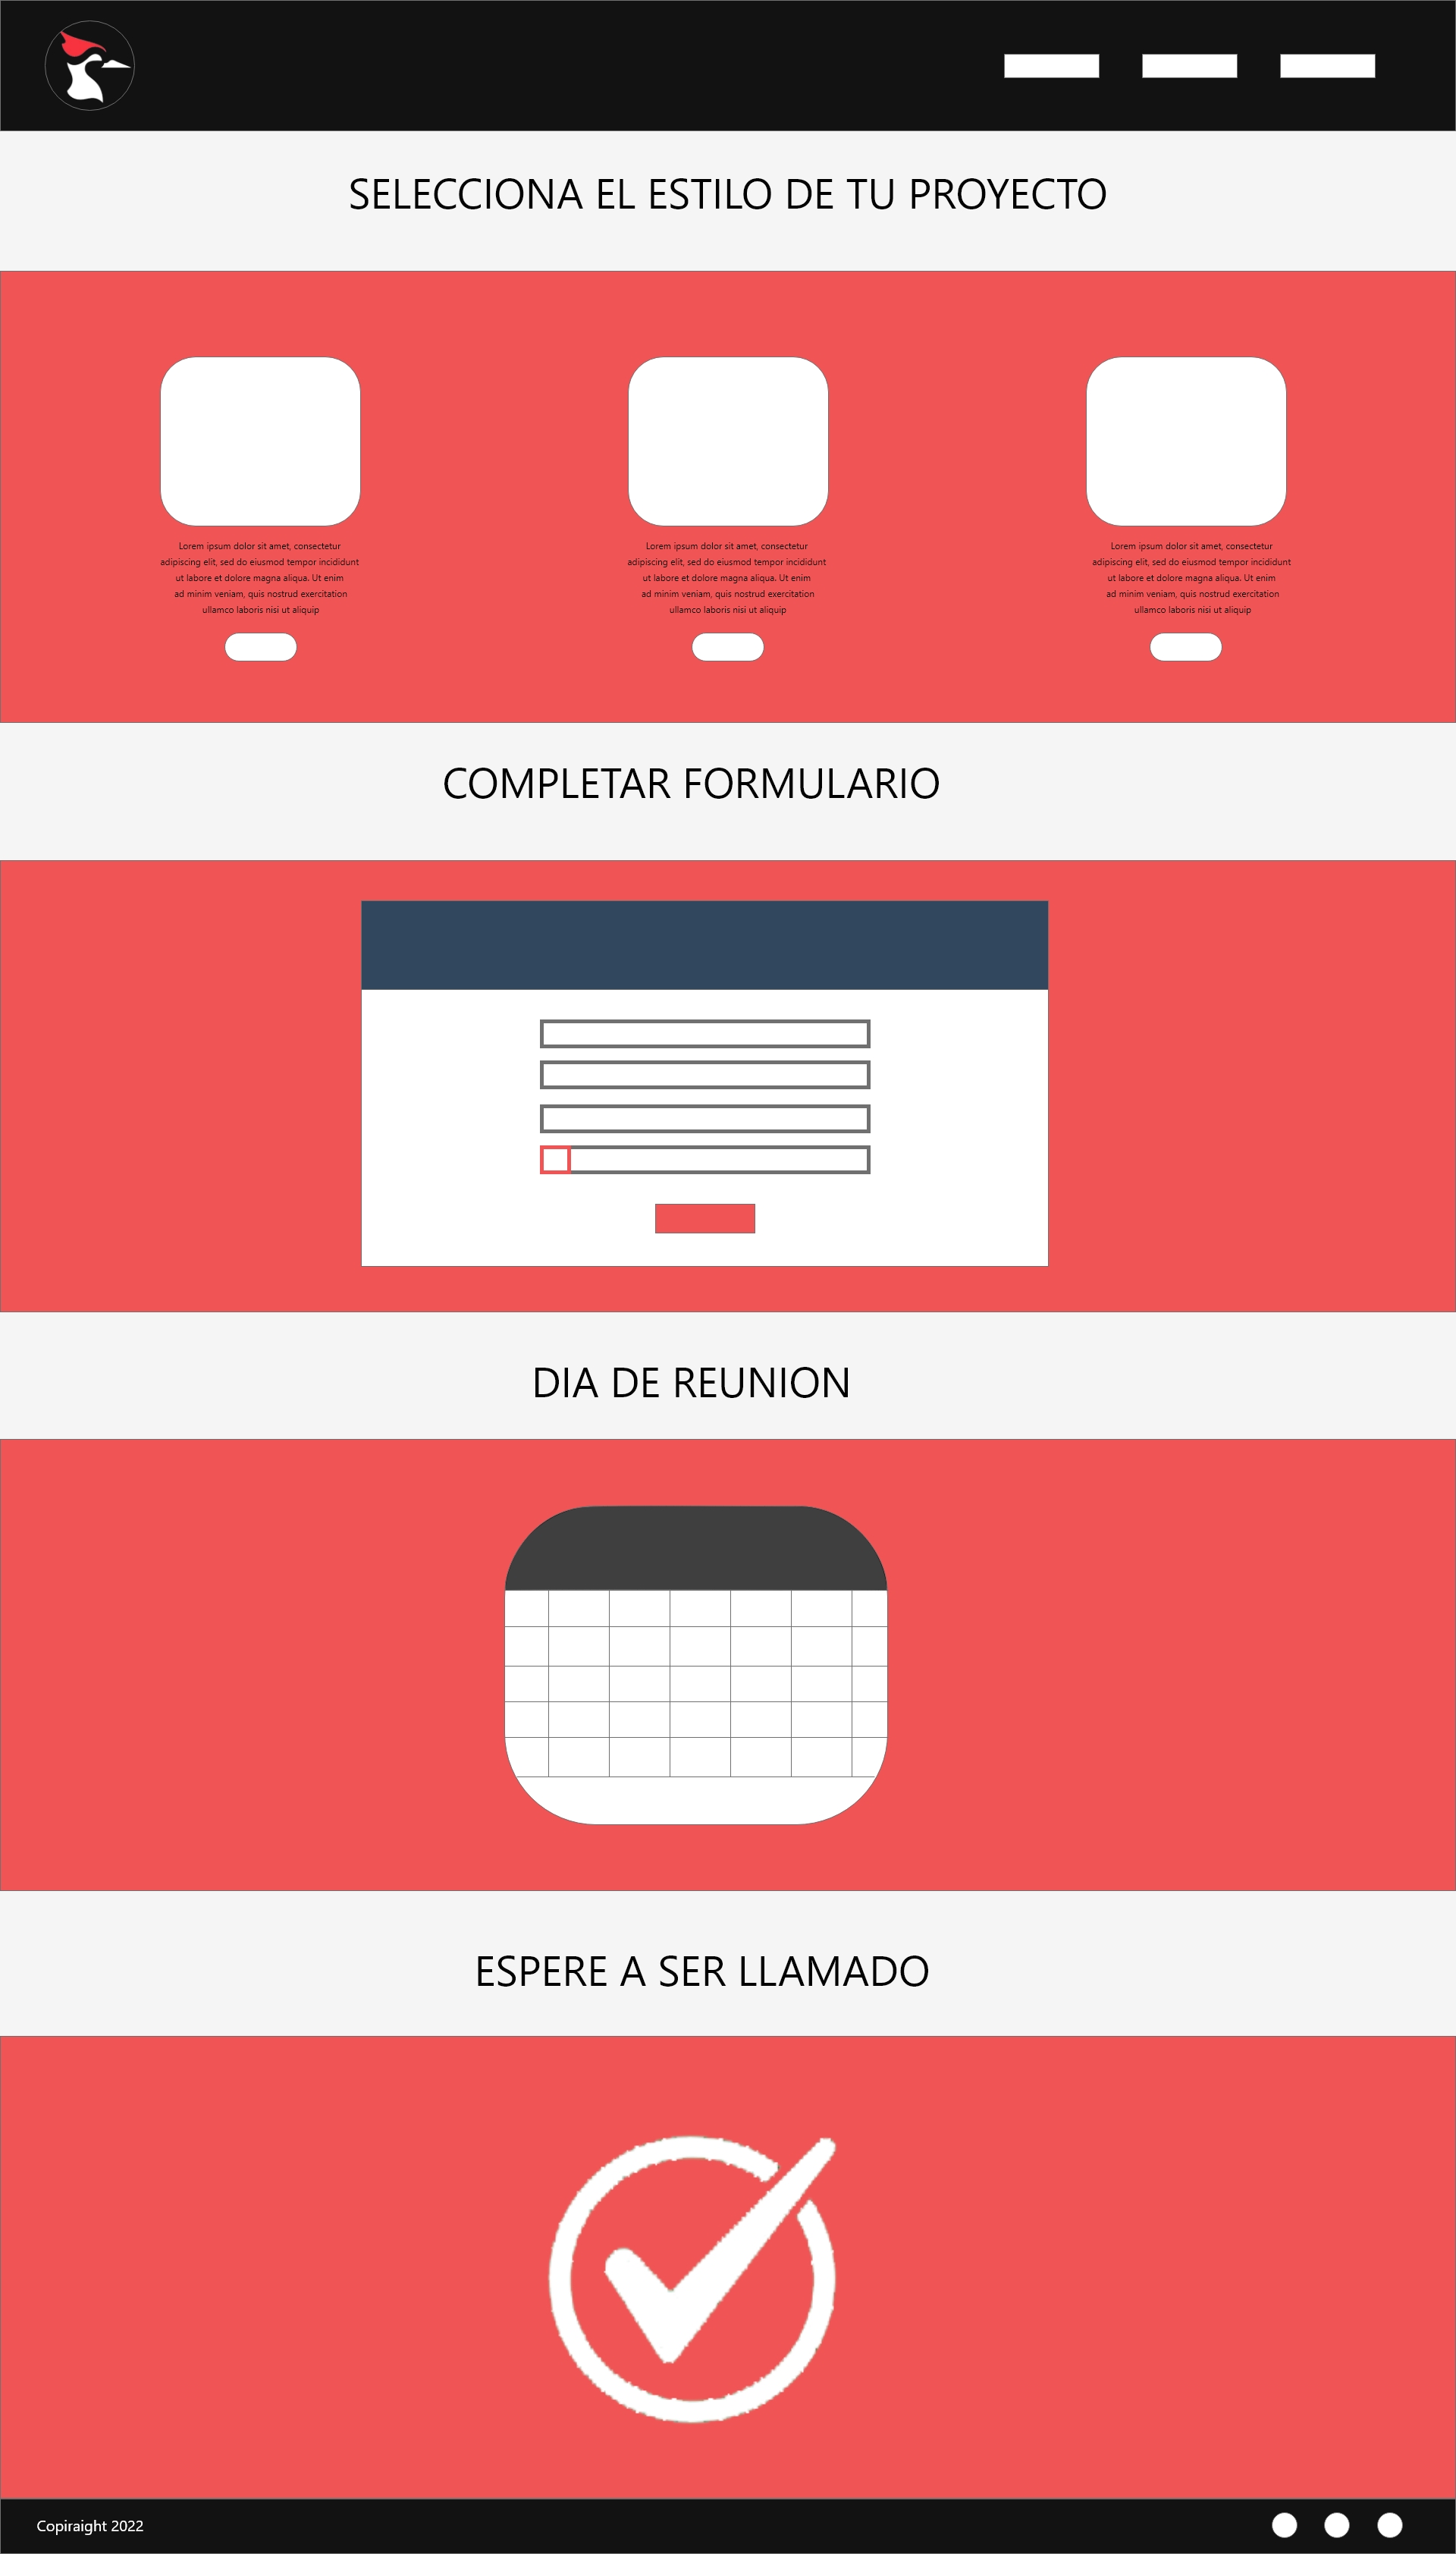 SELECCIONA EL ESTILO DE TU PROYECTO
Lorem ipsum dolor sit amet, consectetur
adipiscing elit, sed do eiusmod tempor incididunt
ut labore et dolore magna aliqua. Ut enim
ad minim veniam, quis nostrud exercitation
ullamco laboris nisi ut aliquip
Lorem ipsum dolor sit amet, consectetur
adipiscing elit, sed do eiusmod tempor incididunt
ut labore et dolore magna aliqua. Ut enim
ad minim veniam, quis nostrud exercitation
ullamco laboris nisi ut aliquip
Lorem ipsum dolor sit amet, consectetur
adipiscing elit, sed do eiusmod tempor incididunt
ut labore et dolore magna aliqua. Ut enim
ad minim veniam, quis nostrud exercitation
ullamco laboris nisi ut aliquip
COMPLETAR FORMULARIO
DIA DE REUNION
ESPERE A SER LLAMADO
Copiraight 2022